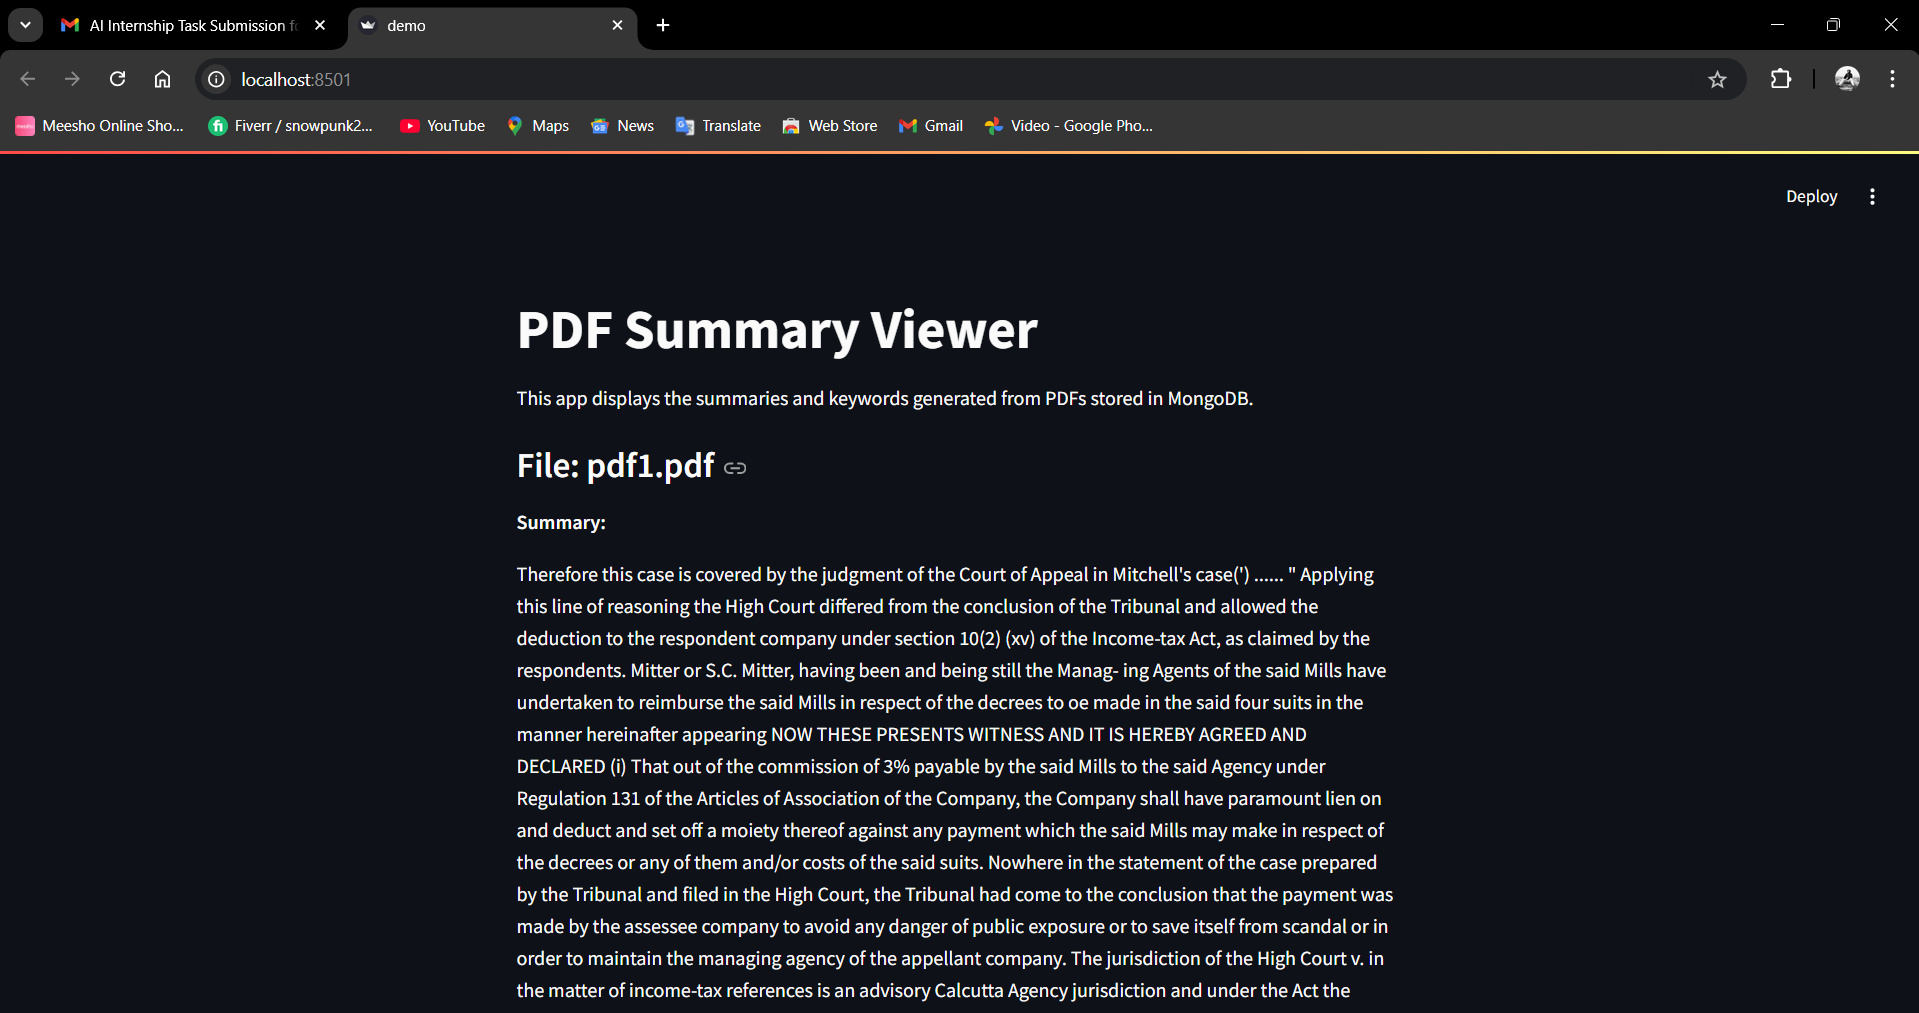 AI Internship Task Submission f
demo
localhost:8501
Meesho Online Sho...
Fiverr / snowpunk2...
YouTube
Maps
News
Translate
Web Store
Gmail
Video - Google Pho...
Deploy
PDF Summary Viewer
This app displays the summaries and keywords generated from PDFs stored in MongoDB.
File: pdf1.pdf
Summary:
Therefore this case is covered by the judgment of the Court of Appeal in Mitchell's case(') ...... " Applying
this line of reasoning the High Court differed from the conclusion of the Tribunal and allowed the
deduction to the respondent company under section 10(2) (xv) of the Income-tax Act, as claimed by the
respondents. Mitter or S.C. Mitter, having been and being still the Manag- ing Agents of the said Mills have
undertaken to reimburse the said Mills in respect of the decrees to oe made in the said four suits in the
manner hereinafter appearing NOW THESE PRESENTS WITNESS AND IT IS HEREBY AGREED AND
DECLARED (i) That out of the commission of 3% payable by the said Mills to the said Agency under
Regulation 131 of the Articles of Association of the Company, the Company shall have paramount lien on
and deduct and set off a moiety thereof against any payment which the said Mills may make in respect of
the decrees or any of them and/or costs of the said suits. Nowhere in the statement of the case prepared
by the Tribunal and filed in the High Court, the Tribunal had come to the conclusion that the payment was
made by the assessee company to avoid any danger of public exposure or to save itself from scandal or in
order to maintain the managing agency of the appellant company. The jurisdiction of the High Court v. in
the matter of income-tax references is an advisory Calcutta Agency jurisdiction and under the Act the